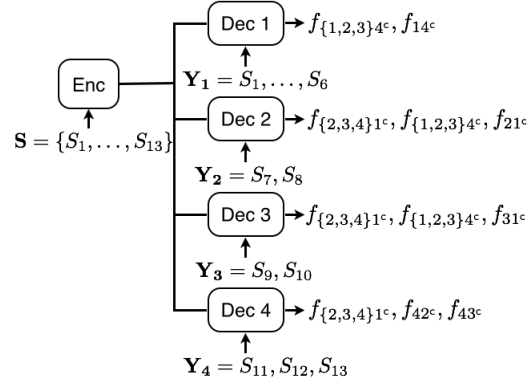 Dec 1
f_{\{1,2,3\}4^c}, f_{14^c}
Enc
Y_1 = S_1, ..., S_6
S = {S_1, ..., S_13}
Dec 2
f_{\{2,3,4\}1^c}, f_{\{1,2,3\}4^c}, f_{21^c}
Y_2 = S_7, S_8
Dec 3
f_{\{2,3,4\}1^c}, f_{\{1,2,3\}4^c}, f_{31^c}
Y_3 = S_9, S_10
Dec 4
f_{\{2,3,4\}1^c}, f_{42^c}, f_{43^c}
Y_4 = S_11, S_12, S_13